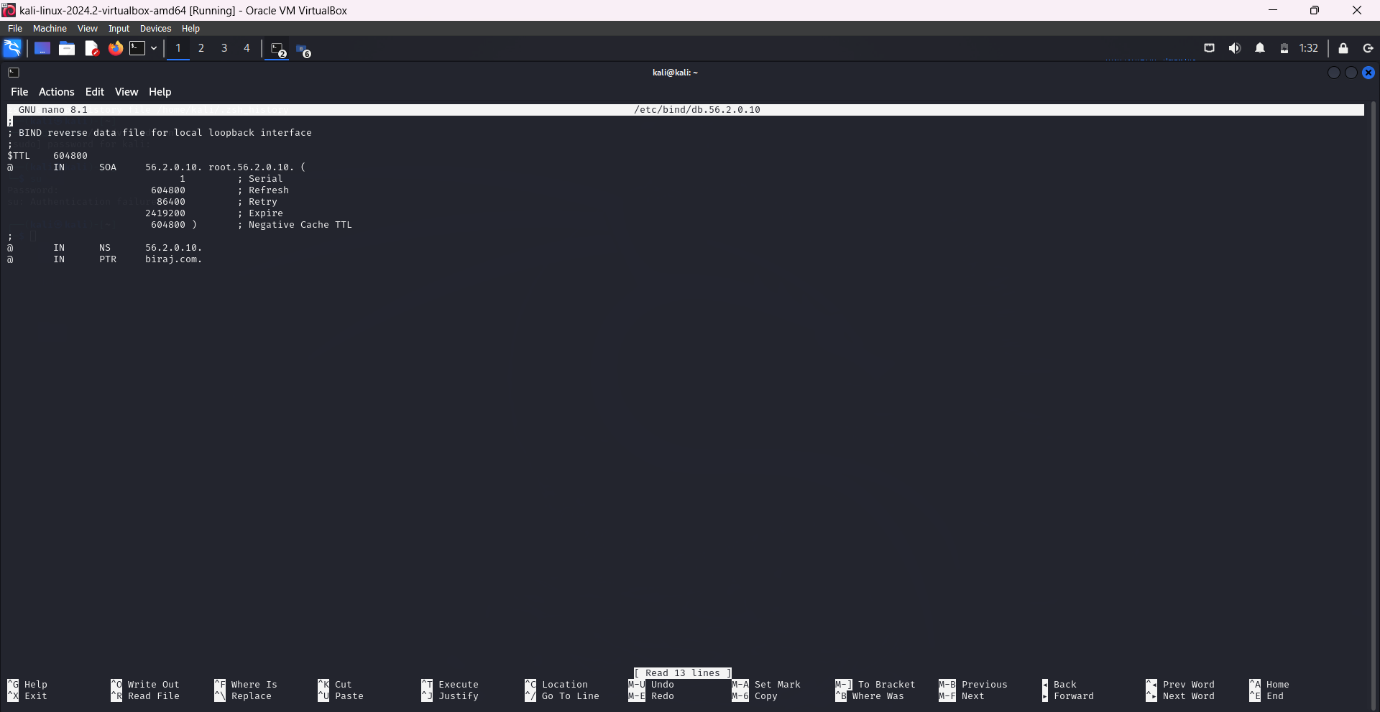 kali-linux-2024.2-virtualbox-amd64 [Running] - Oracle VM VirtualBox
File Machine View Input Devices Help
1 2 3 4 2 6 1:32
kali@kali: ~
File Actions Edit View Help
GNU nano 8.1 /etc/bind/db.56.2.0.10
;
; BIND reverse data file for local loopback interface
;
$TTL 604800
@ IN SOA 56.2.0.10. root.56.2.0.10. (
1 ; Serial
604800 ; Refresh
86400 ; Retry
2419200 ; Expire
604800 ) ; Negative Cache TTL
;
@ IN NS 56.2.0.10.
@ IN PTR biraj.com.
[ Read 13 lines ]
^G Help ^O Write Out ^F Where Is ^K Cut ^T Execute ^C Location M-U Undo M-A Set Mark M-] To Bracket M-B Previous ◂ Back ^◂ Prev Word ^A Home
^X Exit ^R Read File ^\ Replace ^U Paste ^J Justify ^/ Go To Line M-E Redo M-6 Copy ^B Where Was M-F Next ▸ Forward ^▸ Next Word ^E End